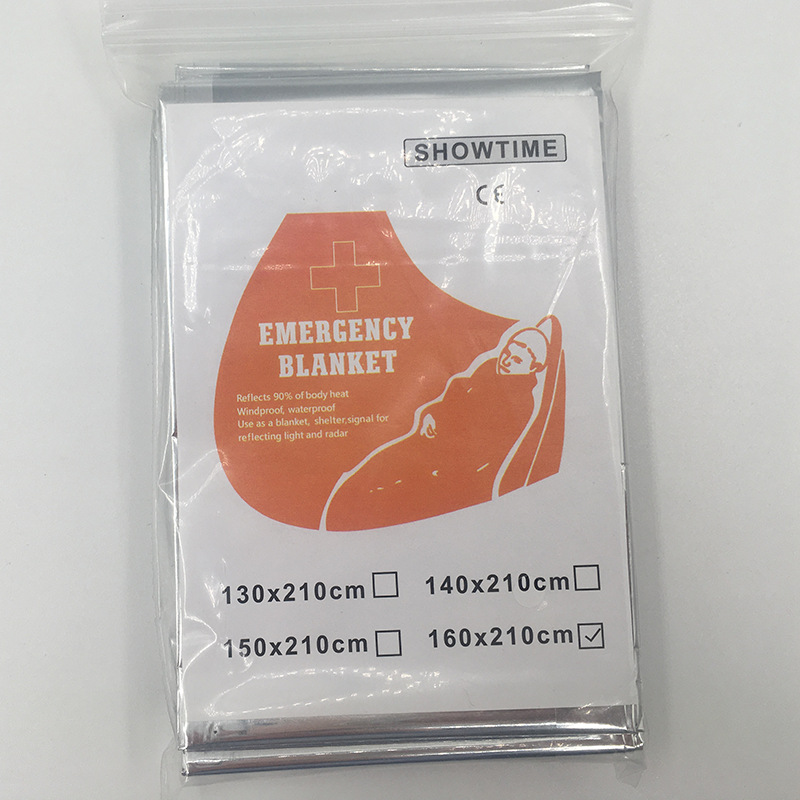 SHOWTIME
CE
EMERGENCY
BLANKET
Reflects 90% of body heat
Windproof, waterproof
Use as a blanket, shelter,signal for
reflecting light and radar
130x210cm 140x210cm
150x210cm 160x210cm